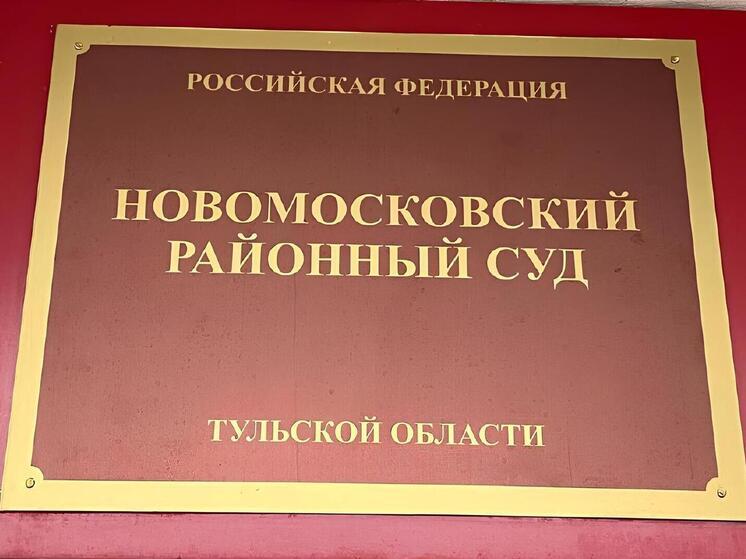 РОССИЙСКАЯ ФЕДЕРАЦИЯ
НОВОМОСКОВСКИЙ
РАЙОННЫЙ СУД
ТУЛЬСКОЙ ОБЛАСТИ